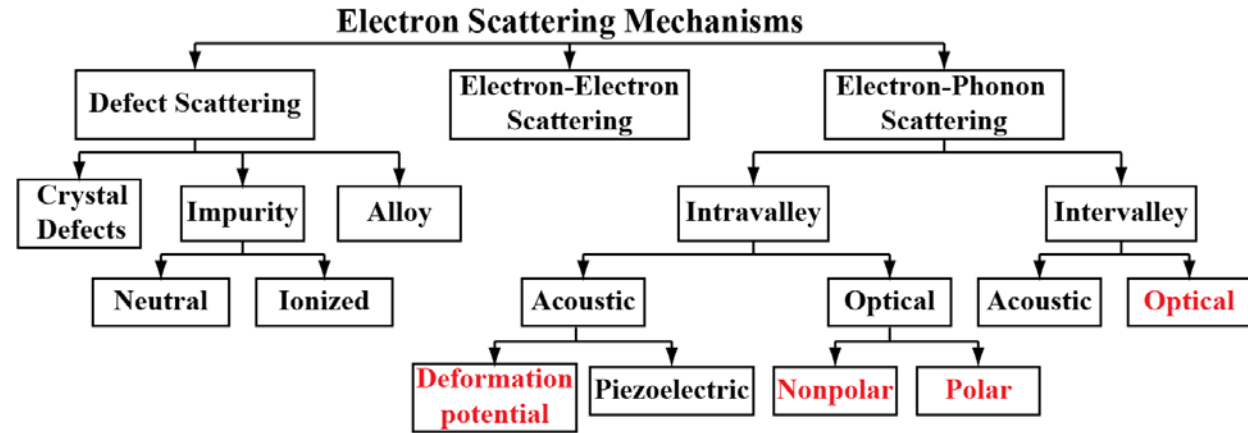 Electron Scattering Mechanisms
Defect Scattering
Electron-Electron
Scattering
Electron-Phonon
Scattering
Crystal
Defects
Impurity
Alloy
Intravalley
Intervalley
Neutral
Ionized
Acoustic
Optical
Acoustic
Optical
Deformation
potential
Piezoelectric
Nonpolar
Polar